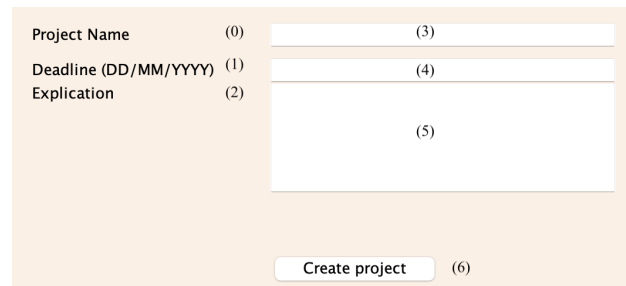 Project Name (0) (3)
Deadline (DD/MM/YYYY) (1) (4)
Explication (2)
(5)
Create project (6)